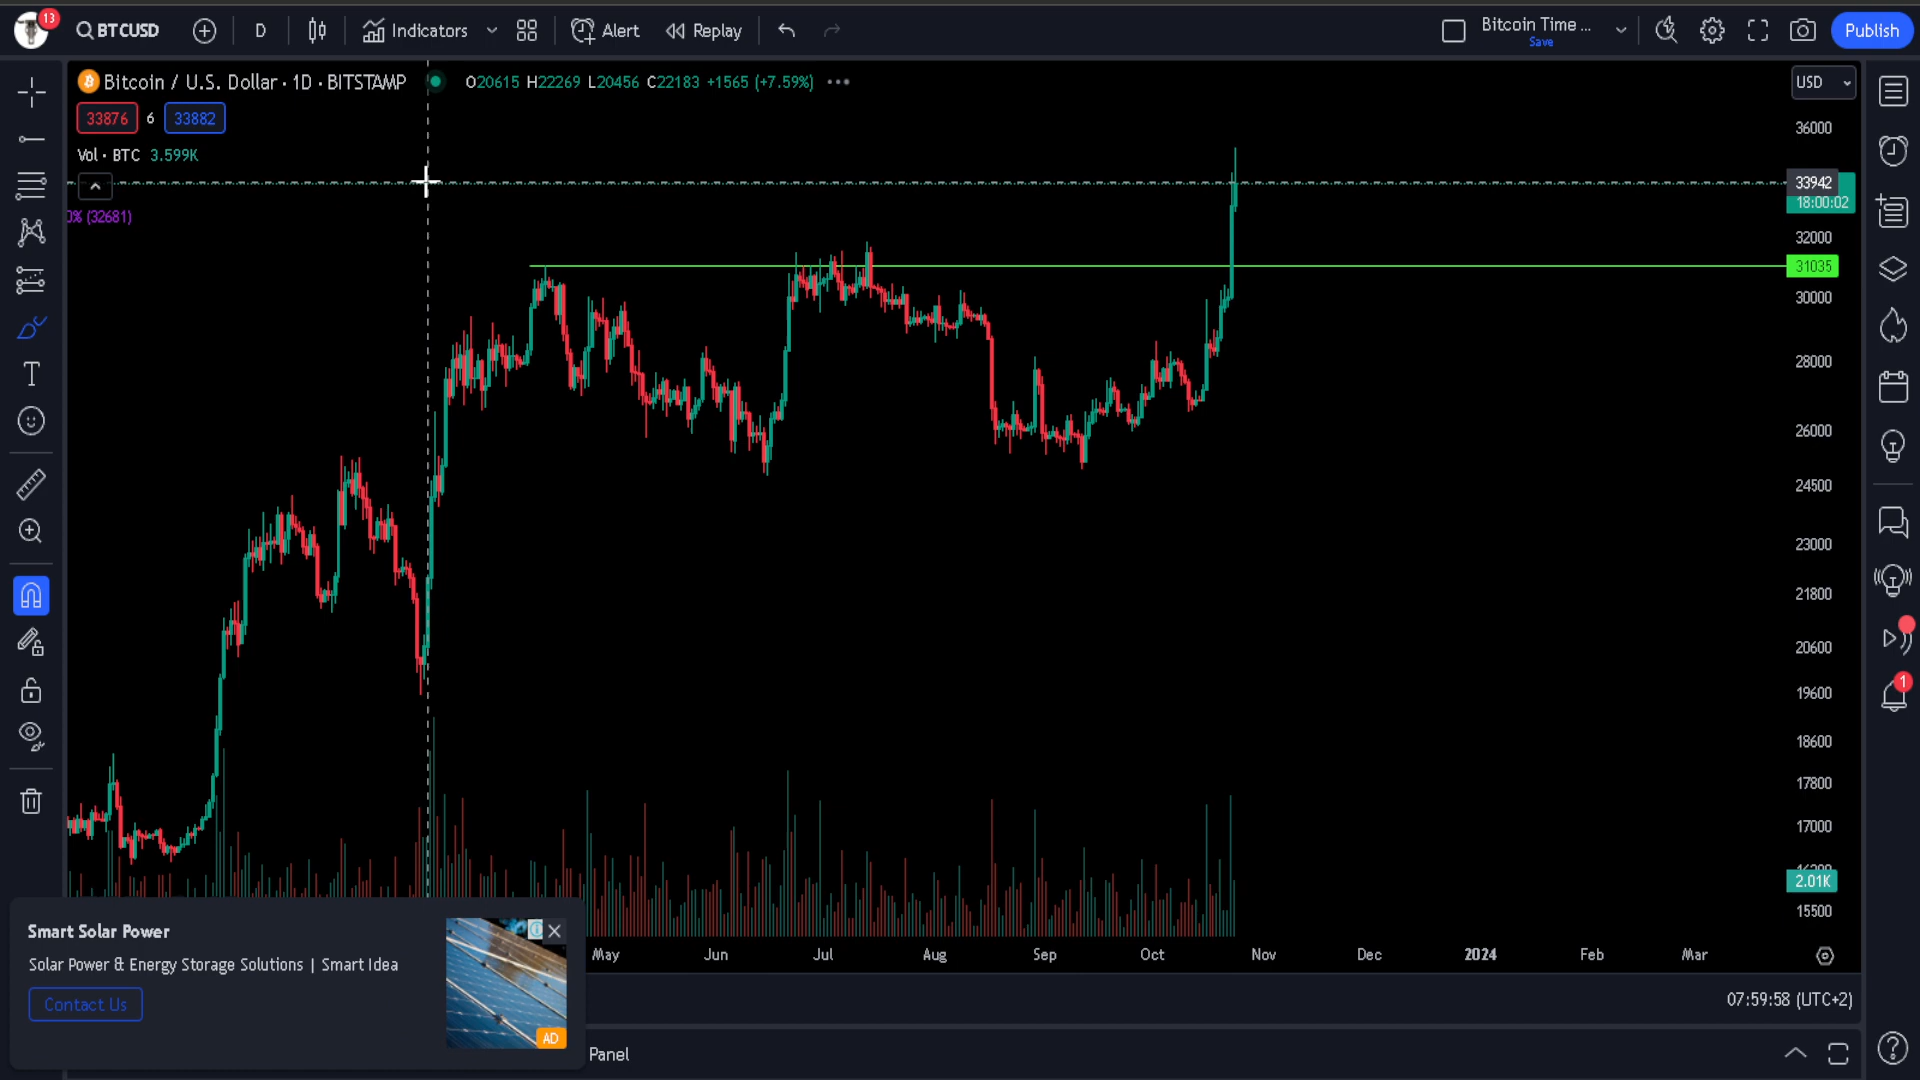 13
BTCUSD
D
Indicators
Alert
Replay
Bitcoin Time ...
Save
Publish
Bitcoin / U.S. Dollar · 1D · BITSTAMP
O20615 H22269 L20456 C22183 +1565 (+7.59%)
USD
33876
6
33882
Vol · BTC 3.599K
0% (32681)
36000
33942
18:00:02
32000
31035
30000
28000
26000
24500
23000
21800
20600
19600
18600
17800
17000
2.01K
15500
1
May
Jun
Jul
Aug
Sep
Oct
Nov
Dec
2024
Feb
Mar
07:59:58 (UTC+2)
Smart Solar Power
Solar Power & Energy Storage Solutions | Smart Idea
Contact Us
AD
Panel